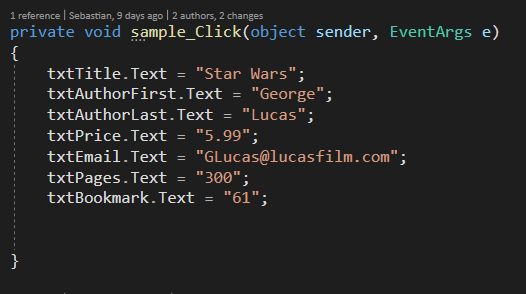 1 reference | Sebastian, 9 days ago | 2 authors, 2 changes
private void sample_Click(object sender, EventArgs e)
{
txtTitle.Text = "Star Wars";
txtAuthorFirst.Text = "George";
txtAuthorLast.Text = "Lucas";
txtPrice.Text = "5.99";
txtEmail.Text = "GLucas@lucasfilm.com";
txtPages.Text = "300";
txtBookmark.Text = "61";
}